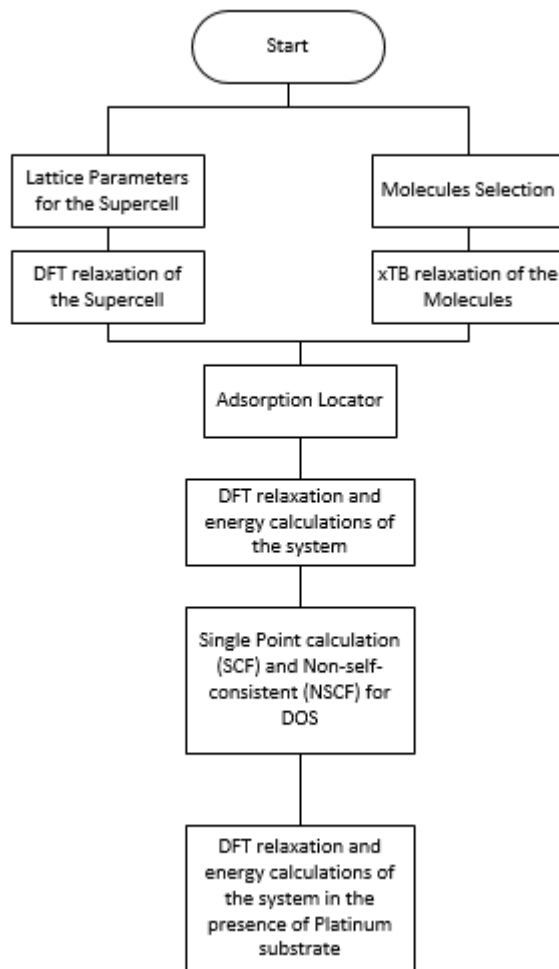 Start
Lattice Parameters
for the Supercell
Molecules Selection
DFT relaxation of
the Supercell
xTB relaxation of the
Molecules
Adsorption Locator
DFT relaxation and
energy calculations of
the system
Single Point calculation
(SCF) and Non-self-
consistent (NSCF) for
DOS
DFT relaxation and
energy calculations of
the system in the
presence of Platinum
substrate